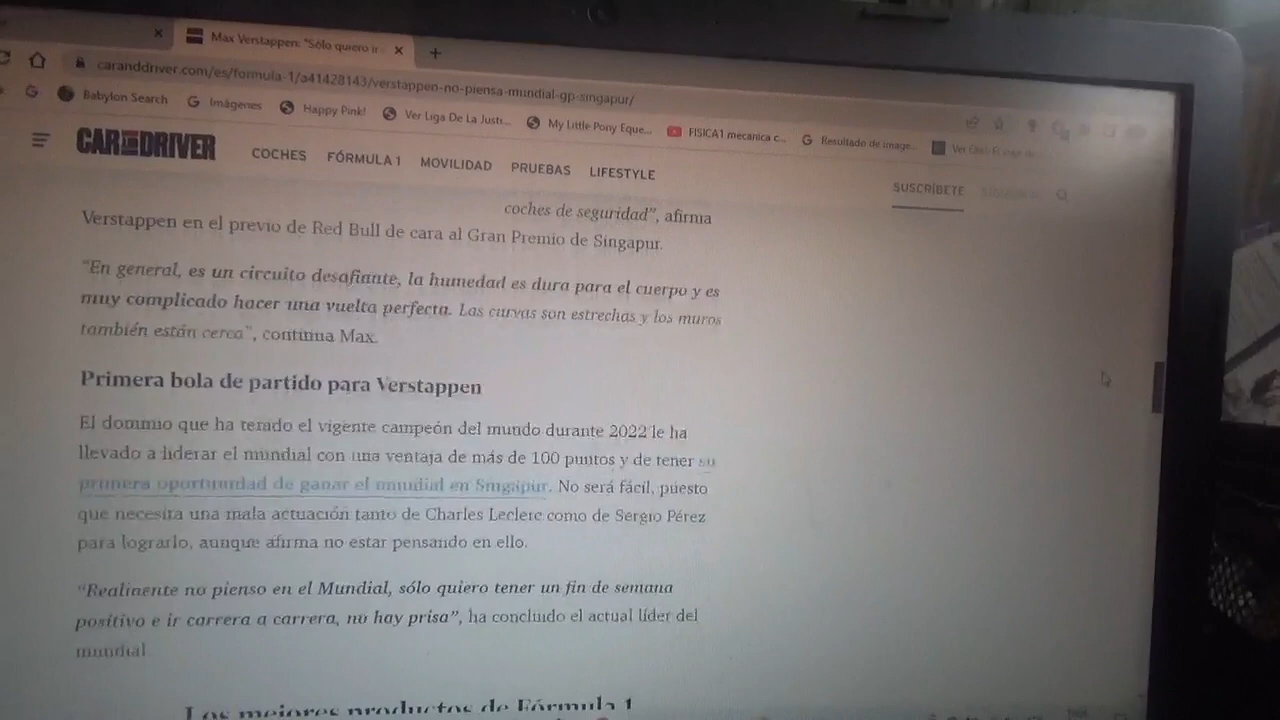 Max Verstappen: "Sólo quiero ir
caranddriver.com/es/formula-1/a41428143/verstappen-no-piensa-mundial-gp-singapur/
Babylon Search Imágenes Happy Pink! Ver Liga De La Justi... My Little Pony Eque... FISICA1 mecanica c... Resultado de image...
CAR AND DRIVER COCHES FÓRMULA 1 MOVILIDAD PRUEBAS LIFESTYLE SUSCRÍBETE
coches de seguridad”, afirma
Verstappen en el previo de Red Bull de cara al Gran Premio de Singapur.
“En general, es un circuito desafiante, la humedad es dura para el cuerpo y es
muy complicado hacer una vuelta perfecta. Las curvas son estrechas y los muros
también están cerca”, continua Max.
Primera bola de partido para Verstappen
El dominio que ha tenido el vigente campeón del mundo durante 2022 le ha
llevado a liderar el mundial con una ventaja de más de 100 puntos y de tener su
primera oportunidad de ganar el mundial en Singapur. No será fácil, puesto
que necesita una mala actuación tanto de Charles Leclerc como de Sergio Pérez
para lograrlo, aunque afirma no estar pensando en ello.
“Realmente no pienso en el Mundial, sólo quiero tener un fin de semana
positivo e ir carrera a carrera, no hay prisa”, ha concluido el actual líder del
mundial
Los mejores productos de Fórmula 1